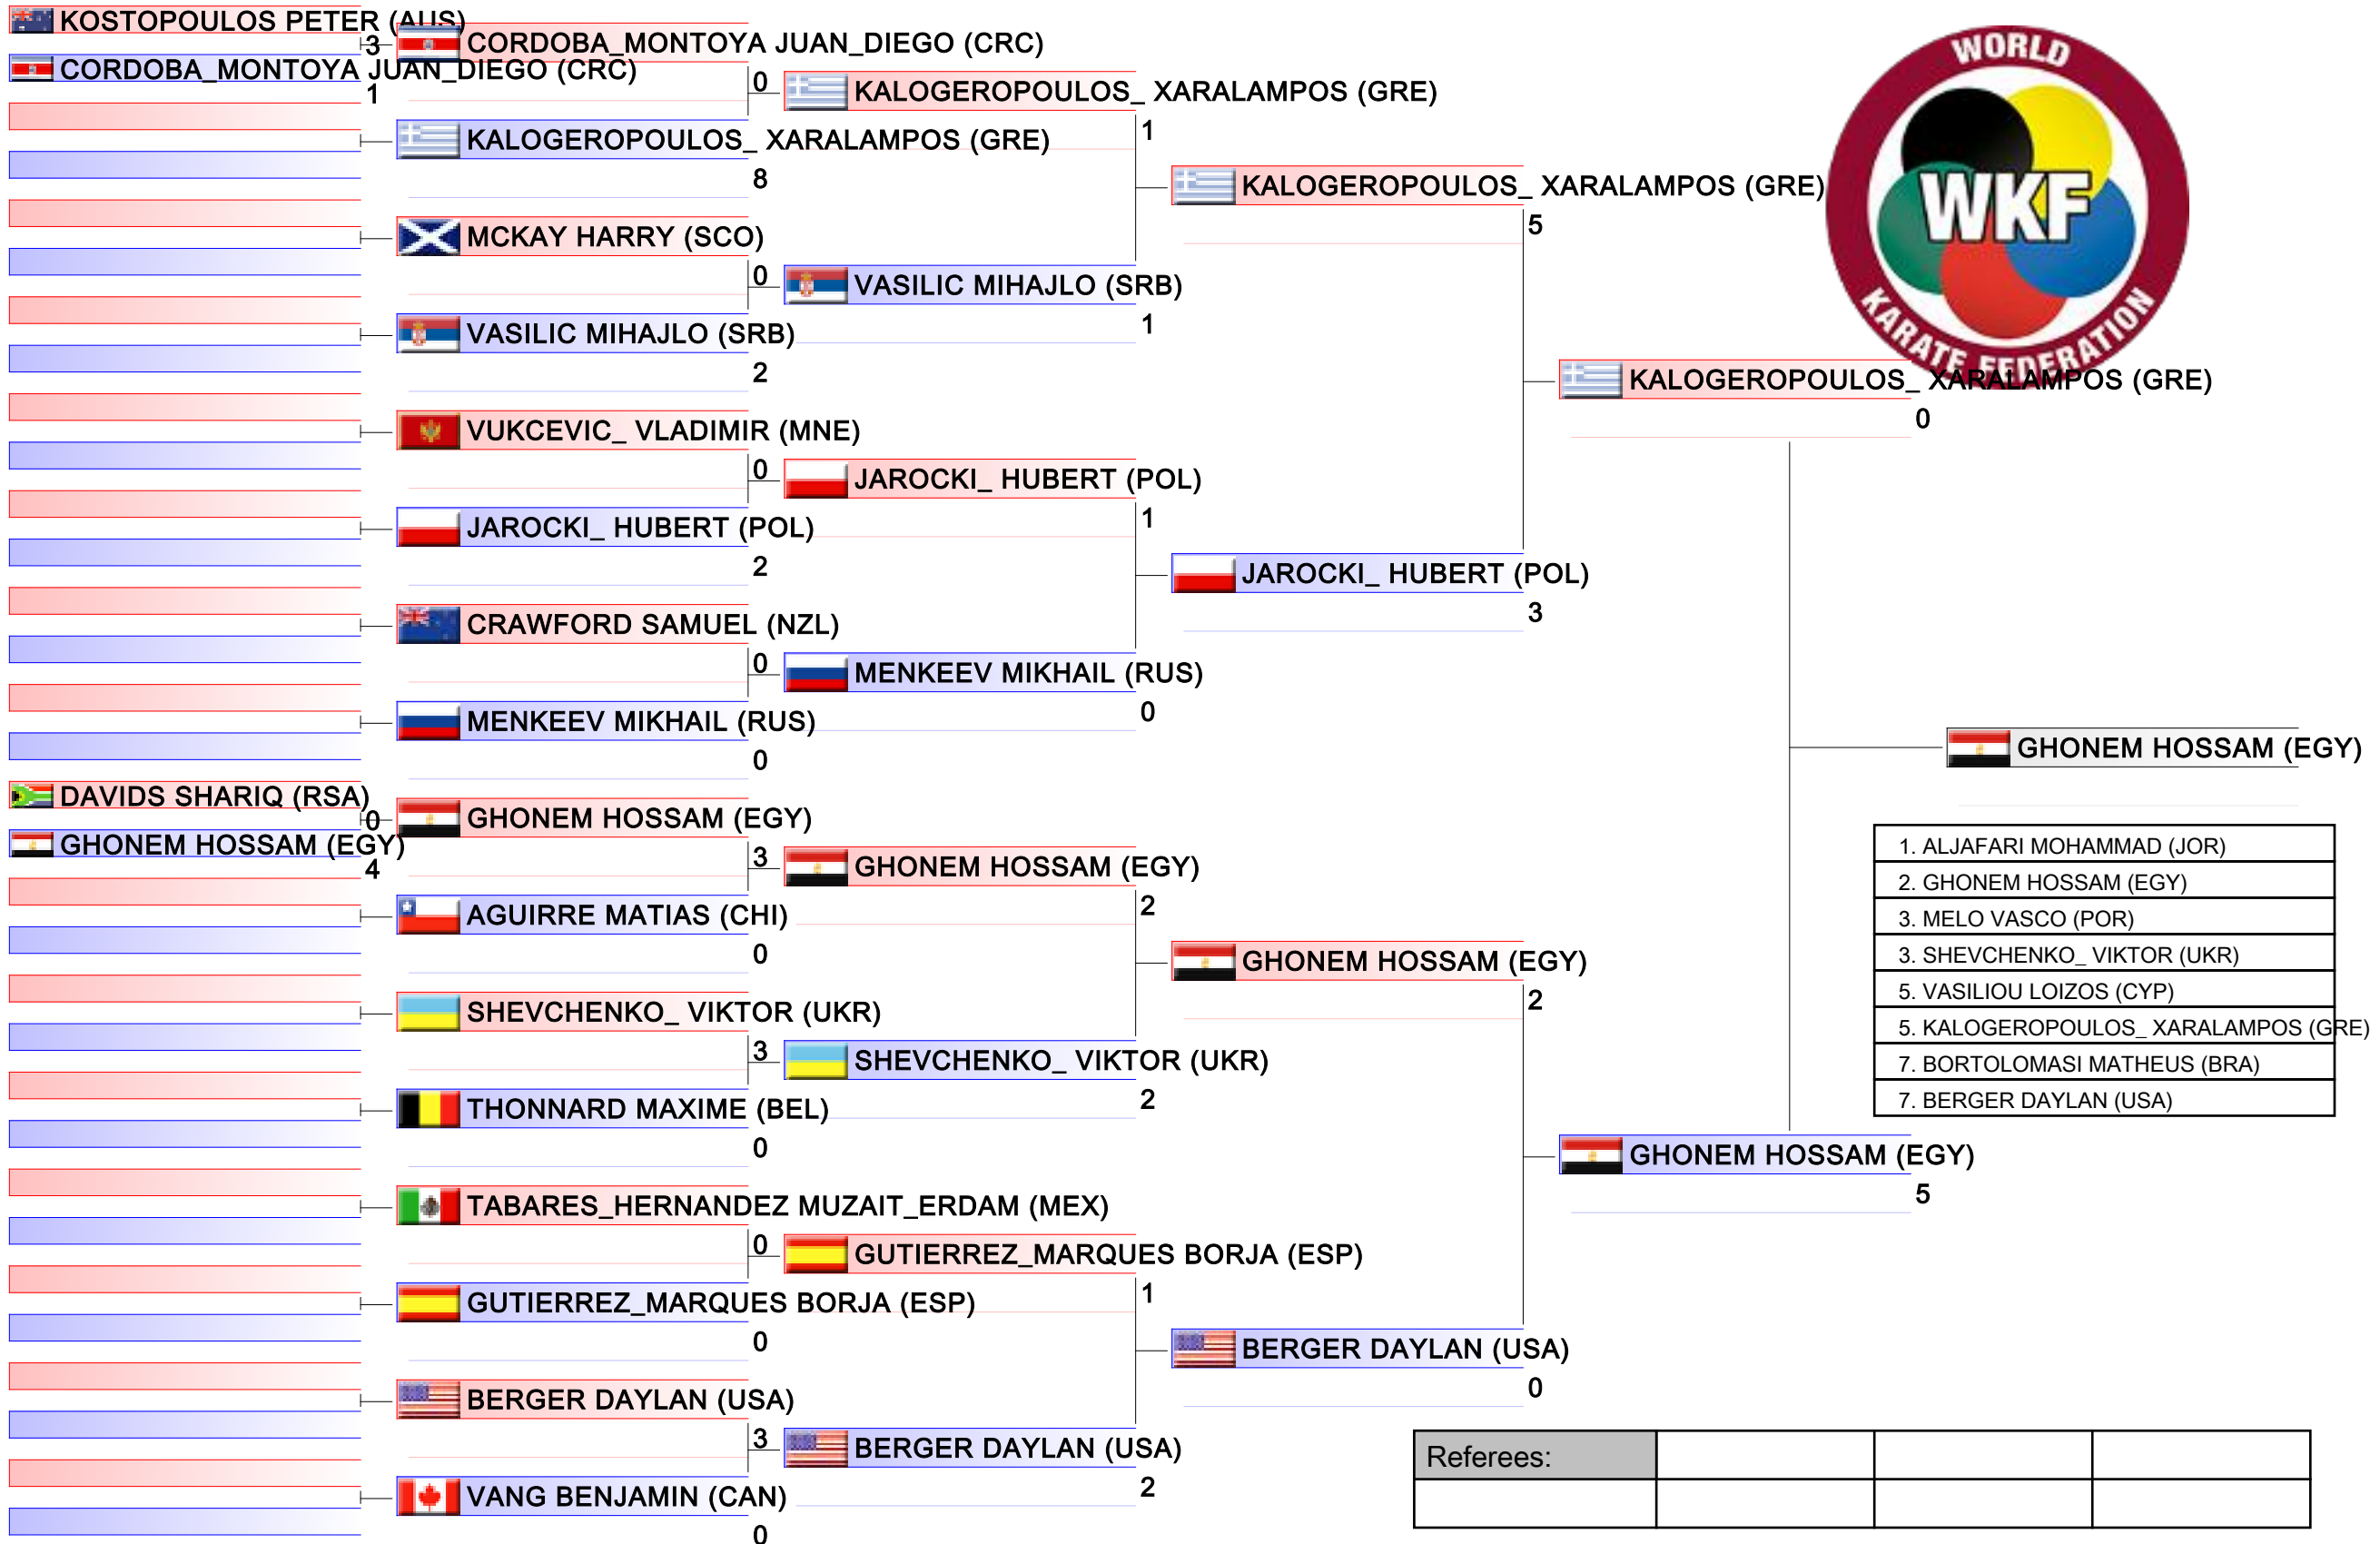 KOSTOPOULOS PETER (AUS)
3
CORDOBA_MONTOYA JUAN_DIEGO (CRC)
1
DAVIDS SHARIQ (RSA)
0
GHONEM HOSSAM (EGY)
4
CORDOBA_MONTOYA JUAN_DIEGO (CRC)
0
KALOGEROPOULOS_ XARALAMPOS (GRE)
8
MCKAY HARRY (SCO)
0
VASILIC MIHAJLO (SRB)
2
VUKCEVIC_ VLADIMIR (MNE)
0
JAROCKI_ HUBERT (POL)
2
CRAWFORD SAMUEL (NZL)
0
MENKEEV MIKHAIL (RUS)
0
GHONEM HOSSAM (EGY)
3
AGUIRRE MATIAS (CHI)
0
SHEVCHENKO_ VIKTOR (UKR)
3
THONNARD MAXIME (BEL)
0
TABARES_HERNANDEZ MUZAIT_ERDAM (MEX)
0
GUTIERREZ_MARQUES BORJA (ESP)
0
BERGER DAYLAN (USA)
3
VANG BENJAMIN (CAN)
0
KALOGEROPOULOS_ XARALAMPOS (GRE)
1
VASILIC MIHAJLO (SRB)
1
JAROCKI_ HUBERT (POL)
1
MENKEEV MIKHAIL (RUS)
0
GHONEM HOSSAM (EGY)
2
SHEVCHENKO_ VIKTOR (UKR)
2
GUTIERREZ_MARQUES BORJA (ESP)
1
BERGER DAYLAN (USA)
2
KALOGEROPOULOS_ XARALAMPOS (GRE)
5
JAROCKI_ HUBERT (POL)
3
GHONEM HOSSAM (EGY)
2
BERGER DAYLAN (USA)
0
WORLD
WKF
KARATE FEDERATION
KALOGEROPOULOS_ XARALAMPOS (GRE)
0
GHONEM HOSSAM (EGY)
5
GHONEM HOSSAM (EGY)
1. ALJAFARI MOHAMMAD (JOR)
2. GHONEM HOSSAM (EGY)
3. MELO VASCO (POR)
3. SHEVCHENKO_ VIKTOR (UKR)
5. VASILIOU LOIZOS (CYP)
5. KALOGEROPOULOS_ XARALAMPOS (GRE)
7. BORTOLOMASI MATHEUS (BRA)
7. BERGER DAYLAN (USA)
Referees: